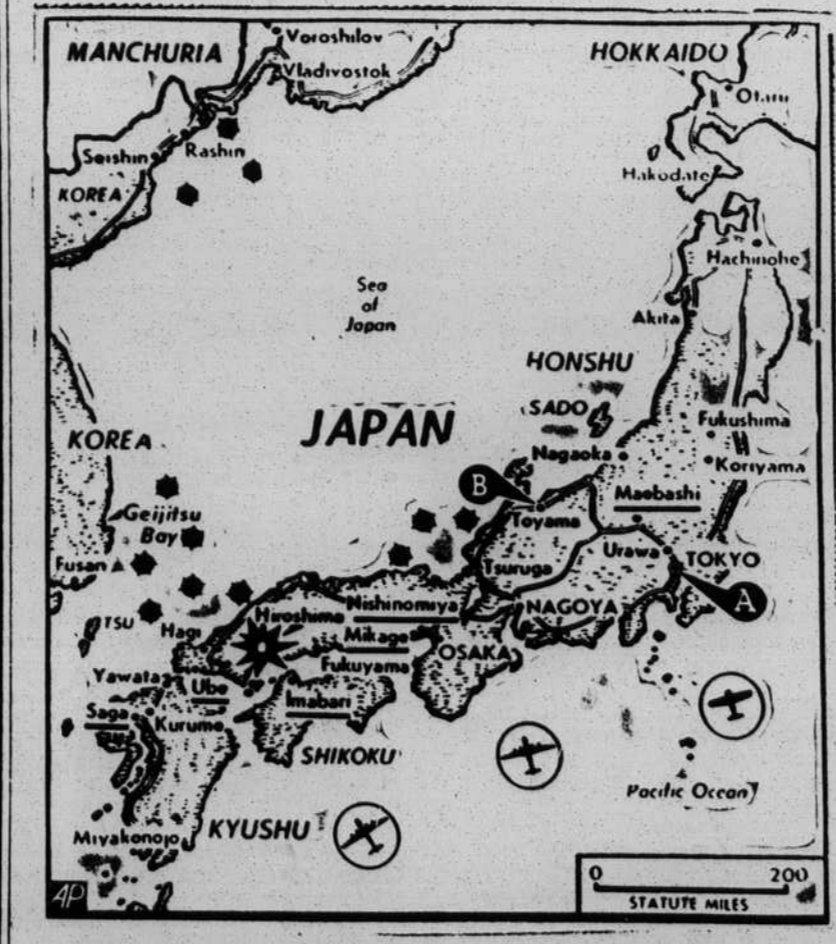 MANCHURIA
Voroshilov
Vladivostok
HOKKAIDO
Otaru
Seishin
Rashin
KOREA
Hakodate
Hachinohe
Sea
of
Japan
Akita
HONSHU
SADO
JAPAN
KOREA
Fukushima
Nagaoka
Koriyama
B
Maebashi
Geijitsu
Bay
Toyama
Urawa
TOKYO
Fusan
Tsuruga
A
TSU
Hagi
Hiroshima
Nishinomiya
NAGOYA
Mikage
OSAKA
Yawata
Ube
Fukuyama
Saga
Kurume
Imabari
SHIKOKU
Pacific Ocean
Miyakonojo
KYUSHU
AP
0 200
STATUTE MILES